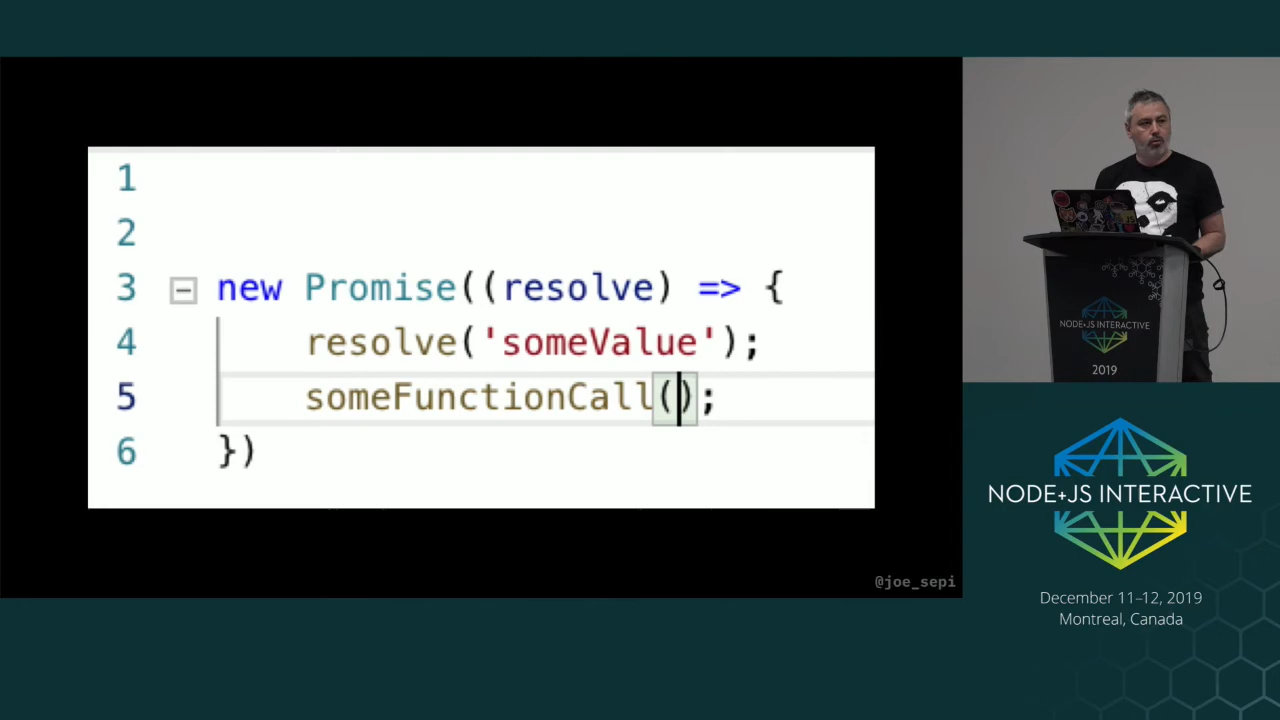 1
2
3 new Promise((resolve) => {
4 resolve('someValue');
5 someFunctionCall();
6 })
@joe_sepi
NODE+JS INTERACTIVE
2019
NODE+JS INTERACTIVE
December 11–12, 2019
Montreal, Canada